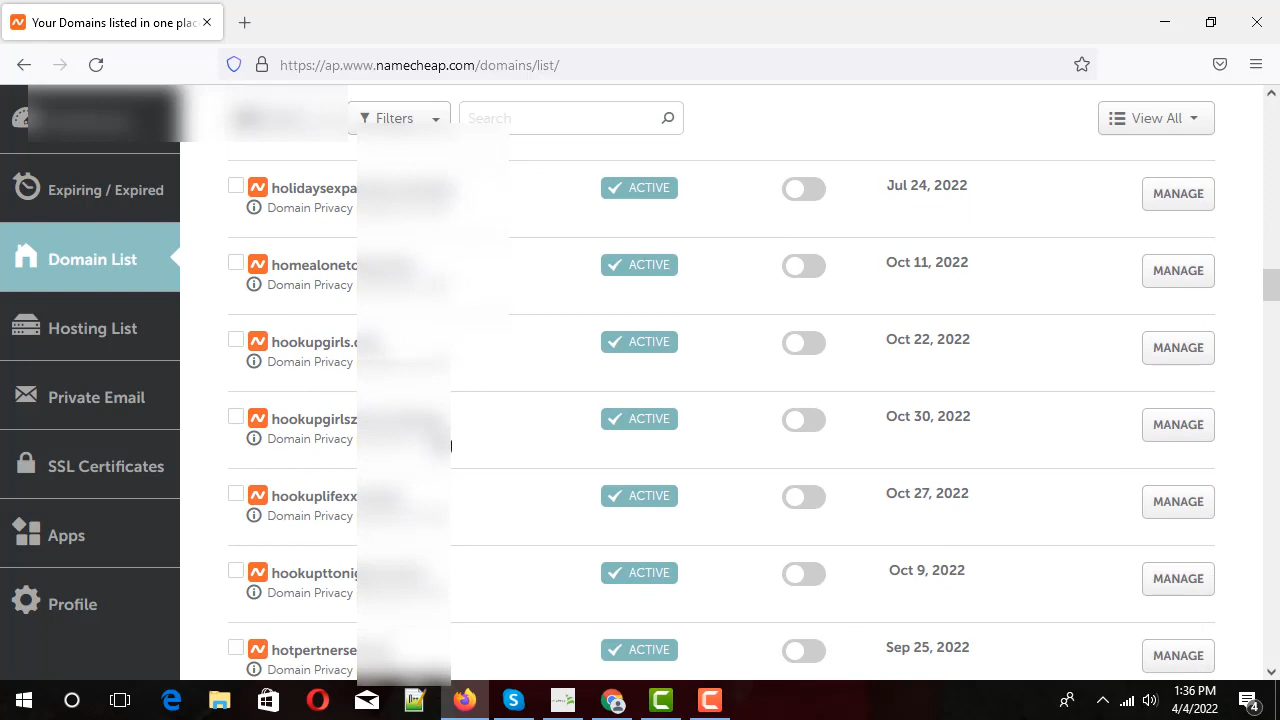 Your Domains listed in one plac
https://ap.www.namecheap.com/domains/list/
Filters
Search
View All
Expiring / Expired
Domain List
Hosting List
Private Email
SSL Certificates
Apps
Profile
holidaysexpa ACTIVE Jul 24, 2022 MANAGE
Domain Privacy
homealoneto ACTIVE Oct 11, 2022 MANAGE
Domain Privacy
hookupgirls. ACTIVE Oct 22, 2022 MANAGE
Domain Privacy
hookupgirlsz ACTIVE Oct 30, 2022 MANAGE
Domain Privacy
hookuplifexx ACTIVE Oct 27, 2022 MANAGE
Domain Privacy
hookupttonig ACTIVE Oct 9, 2022 MANAGE
Domain Privacy
hotpertnerse ACTIVE Sep 25, 2022 MANAGE
Domain Privacy
1:36 PM
4/4/2022
4